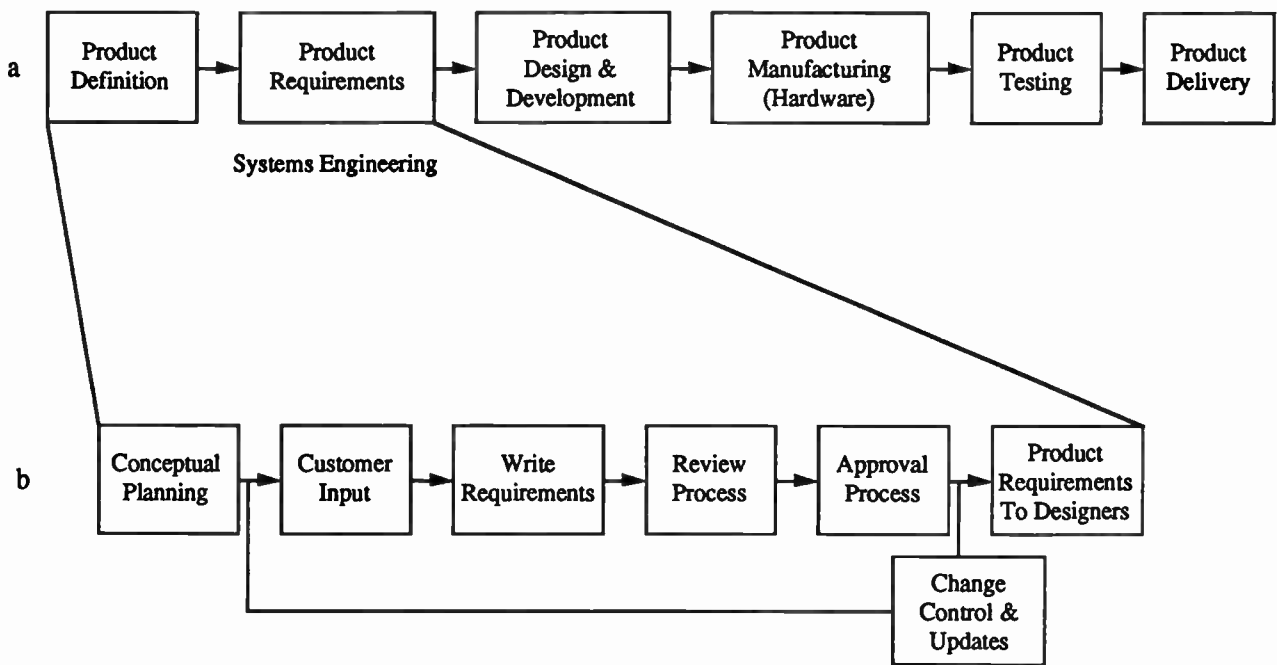 a
Product
Definition
Product
Requirements
Product
Design &
Development
Product
Manufacturing
(Hardware)
Product
Testing
Product
Delivery
Systems Engineering
b
Conceptual
Planning
Customer
Input
Write
Requirements
Review
Process
Approval
Process
Product
Requirements
To Designers
Change
Control &
Updates